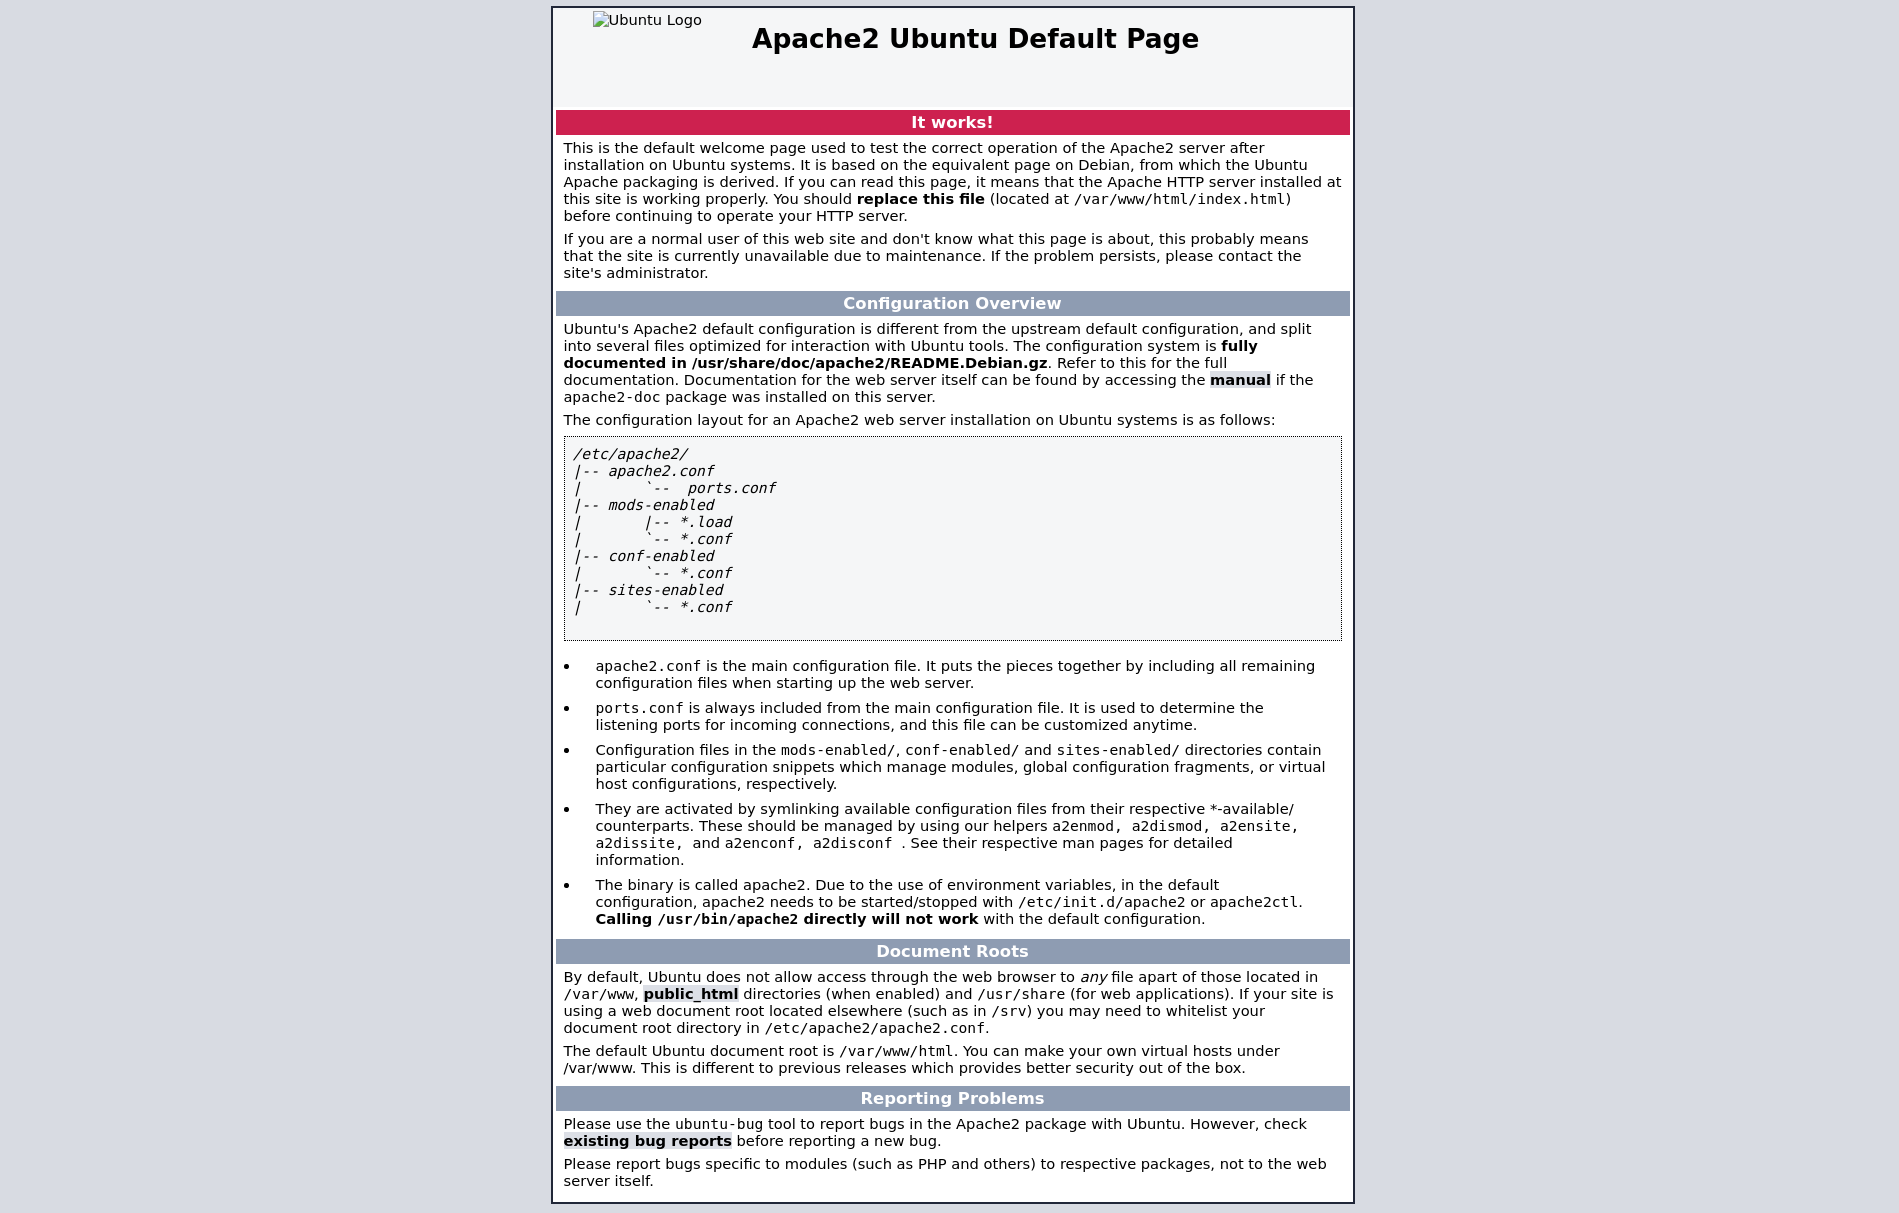 Ubuntu Logo
Apache2 Ubuntu Default Page
It works!
This is the default welcome page used to test the correct operation of the Apache2 server after
installation on Ubuntu systems. It is based on the equivalent page on Debian, from which the Ubuntu
Apache packaging is derived. If you can read this page, it means that the Apache HTTP server installed at
this site is working properly. You should replace this file (located at /var/www/html/index.html)
before continuing to operate your HTTP server.
If you are a normal user of this web site and don't know what this page is about, this probably means
that the site is currently unavailable due to maintenance. If the problem persists, please contact the
site's administrator.
Configuration Overview
Ubuntu's Apache2 default configuration is different from the upstream default configuration, and split
into several files optimized for interaction with Ubuntu tools. The configuration system is fully
documented in /usr/share/doc/apache2/README.Debian.gz. Refer to this for the full
documentation. Documentation for the web server itself can be found by accessing the manual if the
apache2-doc package was installed on this server.
The configuration layout for an Apache2 web server installation on Ubuntu systems is as follows:
/etc/apache2/
|-- apache2.conf
|       `--  ports.conf
|-- mods-enabled
|       |-- *.load
|       `-- *.conf
|-- conf-enabled
|       `-- *.conf
|-- sites-enabled
|       `-- *.conf
• apache2.conf is the main configuration file. It puts the pieces together by including all remaining
configuration files when starting up the web server.
• ports.conf is always included from the main configuration file. It is used to determine the
listening ports for incoming connections, and this file can be customized anytime.
• Configuration files in the mods-enabled/, conf-enabled/ and sites-enabled/ directories contain
particular configuration snippets which manage modules, global configuration fragments, or virtual
host configurations, respectively.
• They are activated by symlinking available configuration files from their respective *-available/
counterparts. These should be managed by using our helpers a2enmod, a2dismod, a2ensite,
a2dissite, and a2enconf, a2disconf . See their respective man pages for detailed
information.
• The binary is called apache2. Due to the use of environment variables, in the default
configuration, apache2 needs to be started/stopped with /etc/init.d/apache2 or apache2ctl.
Calling /usr/bin/apache2 directly will not work with the default configuration.
Document Roots
By default, Ubuntu does not allow access through the web browser to any file apart of those located in
/var/www, public_html directories (when enabled) and /usr/share (for web applications). If your site is
using a web document root located elsewhere (such as in /srv) you may need to whitelist your
document root directory in /etc/apache2/apache2.conf.
The default Ubuntu document root is /var/www/html. You can make your own virtual hosts under
/var/www. This is different to previous releases which provides better security out of the box.
Reporting Problems
Please use the ubuntu-bug tool to report bugs in the Apache2 package with Ubuntu. However, check
existing bug reports before reporting a new bug.
Please report bugs specific to modules (such as PHP and others) to respective packages, not to the web
server itself.